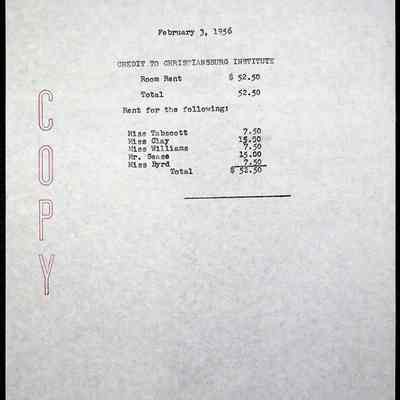 February 3, 1956
CREDIT TO CHRISTIANSBURG INSTITUTE
Room Rent $ 52.50
Total 52.50
Rent for the following:
Miss Tabscott 7.50
Miss Clay 15.00
Miss Williams 7.50
Mr. Sease 15.00
Miss Byrd 7.50
Total $ 52.50
COPY